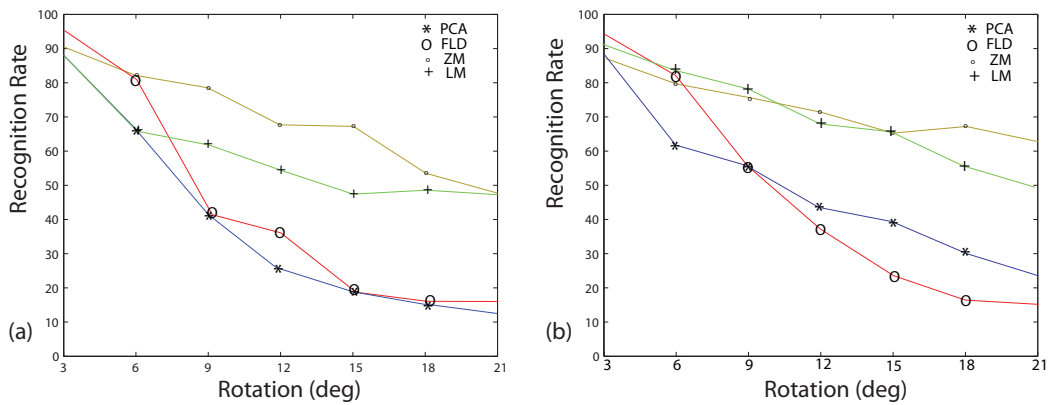 Recognition Rate
100
90
80
70
60
50
40
30
20
10
0
3 6 9 12 15 18 21
Rotation (deg)
(a)
* PCA
O FLD
o ZM
+ LM
Recognition Rate
100
90
80
70
60
50
40
30
20
10
0
3 6 9 12 15 18 21
Rotation (deg)
(b)
* PCA
O FLD
o ZM
+ LM